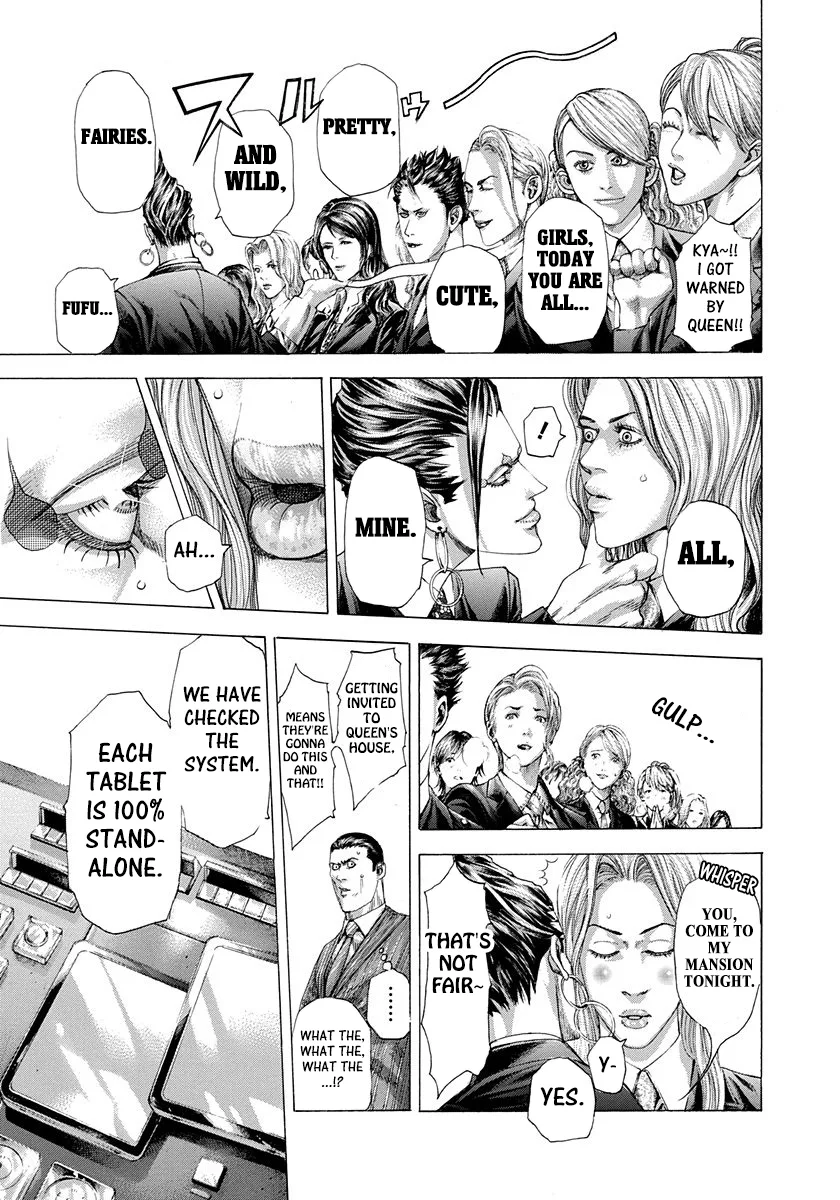 KYA~!!
I GOT
WARNED
BY
QUEEN!!
GIRLS,
TODAY
YOU ARE
ALL...
CUTE,
PRETTY,
AND
WILD,
FAIRIES.
FUFU...
スルゥ
ALL,
!
MINE.
AH...
GULP...
WHISPER
YOU,
COME TO
MY
MANSION
TONIGHT.
Y-
YES.
THAT'S
NOT
FAIR~
GETTING
INVITED
TO
QUEEN'S
HOUSE,
MEANS
THEY'RE
GONNA
DO THIS
AND
THAT!!
......
WHAT THE,
WHAT THE,
WHAT THE
...!?
WE HAVE
CHECKED
THE
SYSTEM.
EACH
TABLET
IS 100%
STAND-
ALONE.